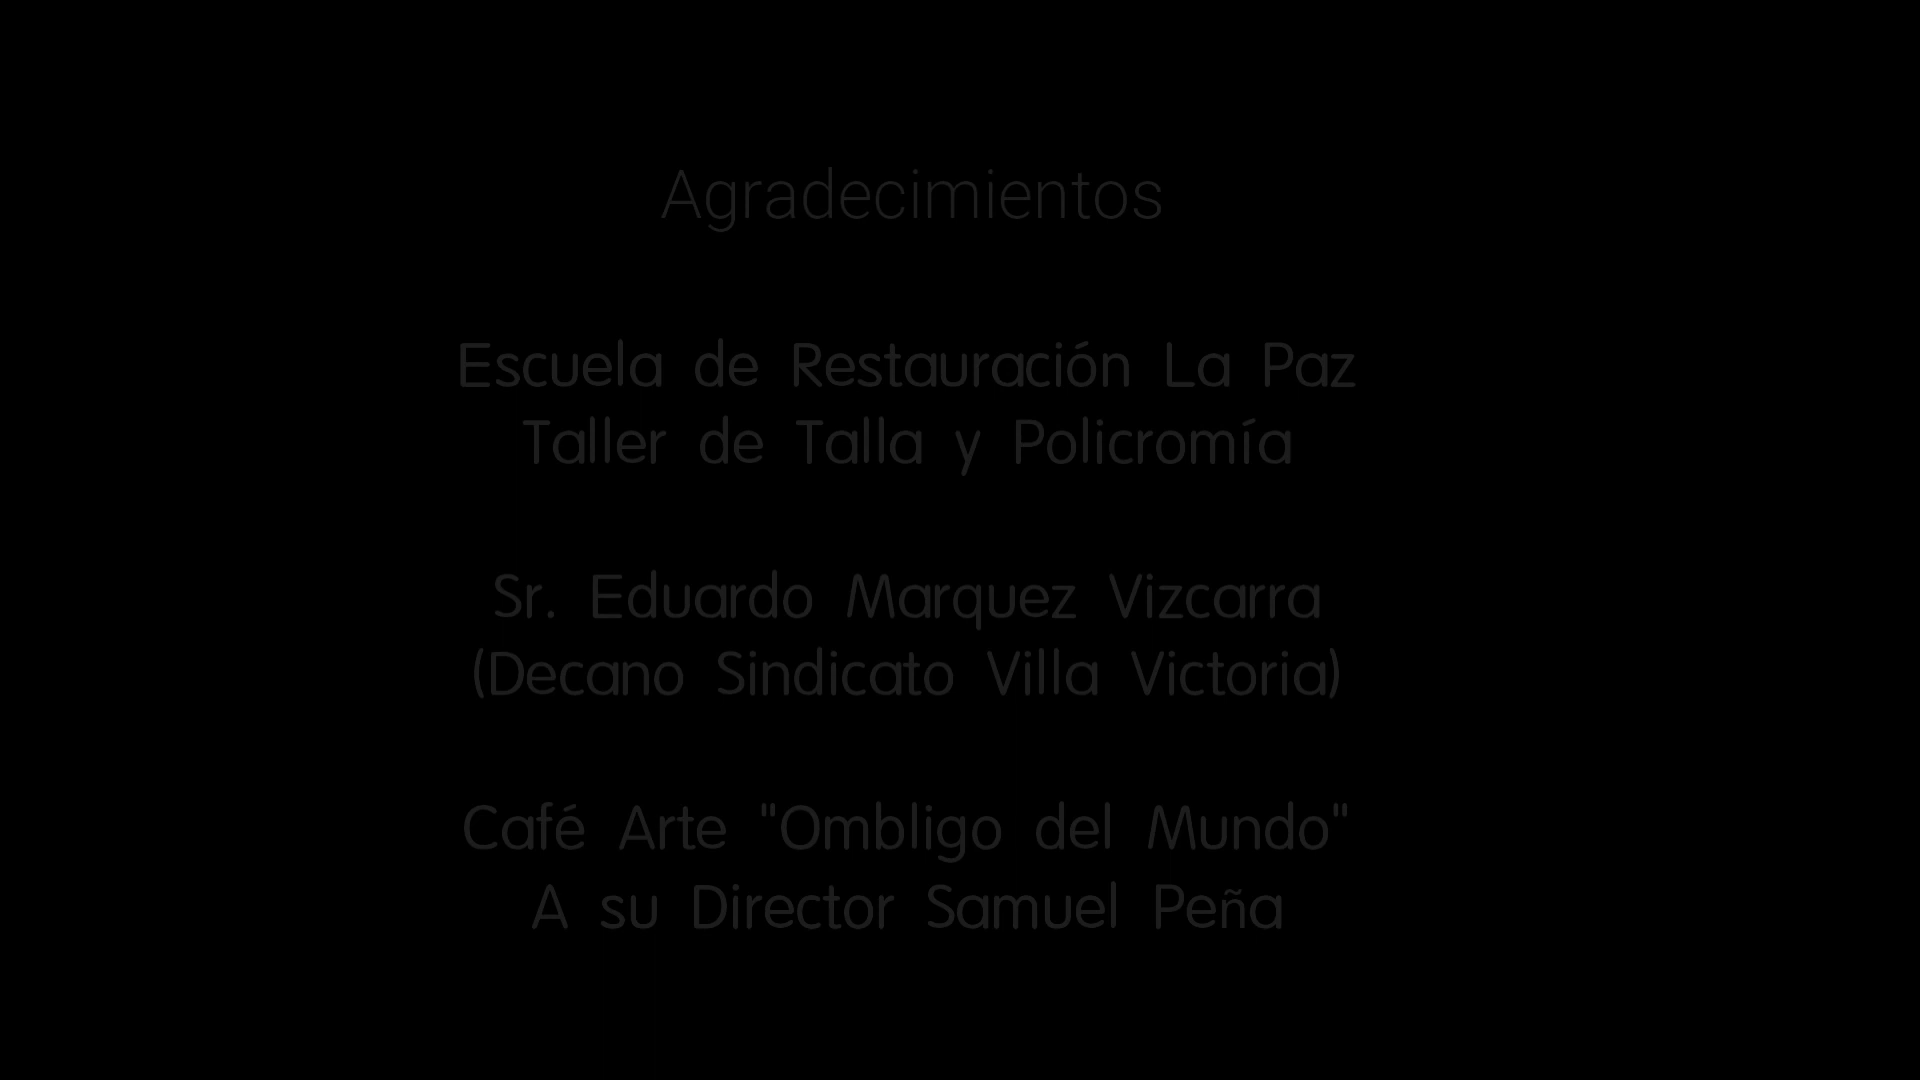 Agradecimientos
Escuela de Restauración La Paz
Taller de Talla y Policromía
Sr. Eduardo Marquez Vizcarra
(Decano Sindicato Villa Victoria)
Café Arte "Ombligo del Mundo"
A su Director Samuel Peña